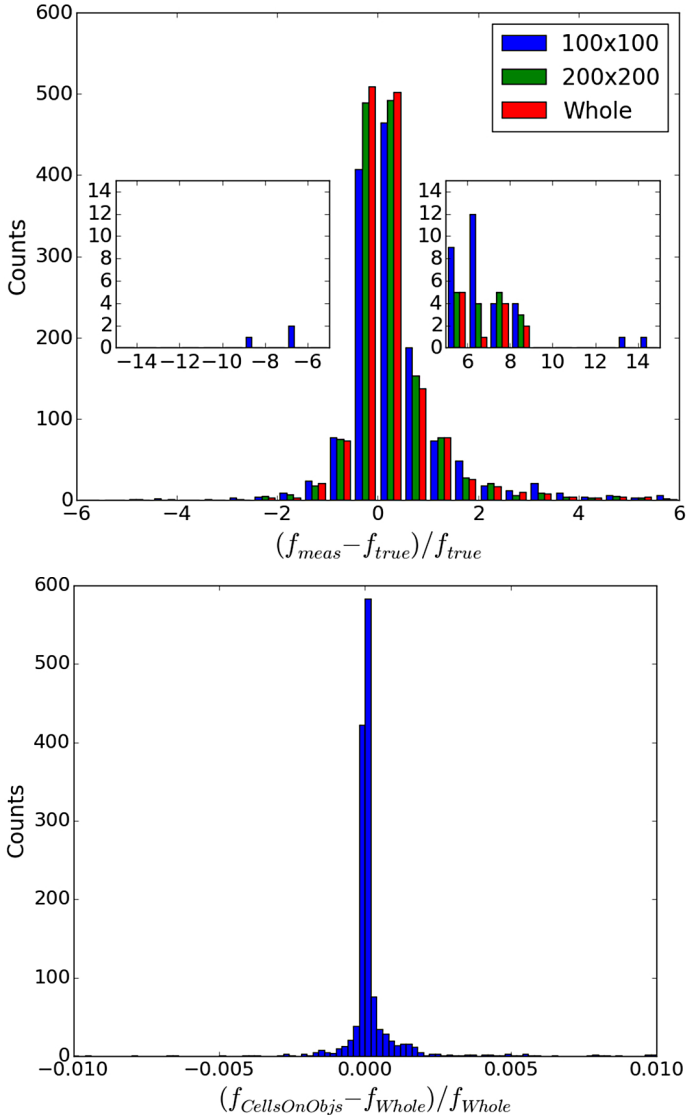 600
500
400
300
200
100
0
Counts
100x100
200x200
Whole
14
12
10
8
6
4
2
0
−14 −12 −10 −8 −6
14
12
10
8
6
4
2
0
6 8 10 12 14
−6 −4 −2 0 2 4 6
(f_meas−f_true)/f_true
600
500
400
300
200
100
0
Counts
−0.010 −0.005 0.000 0.005 0.010
(f_CellsOnObjs−f_Whole)/f_Whole